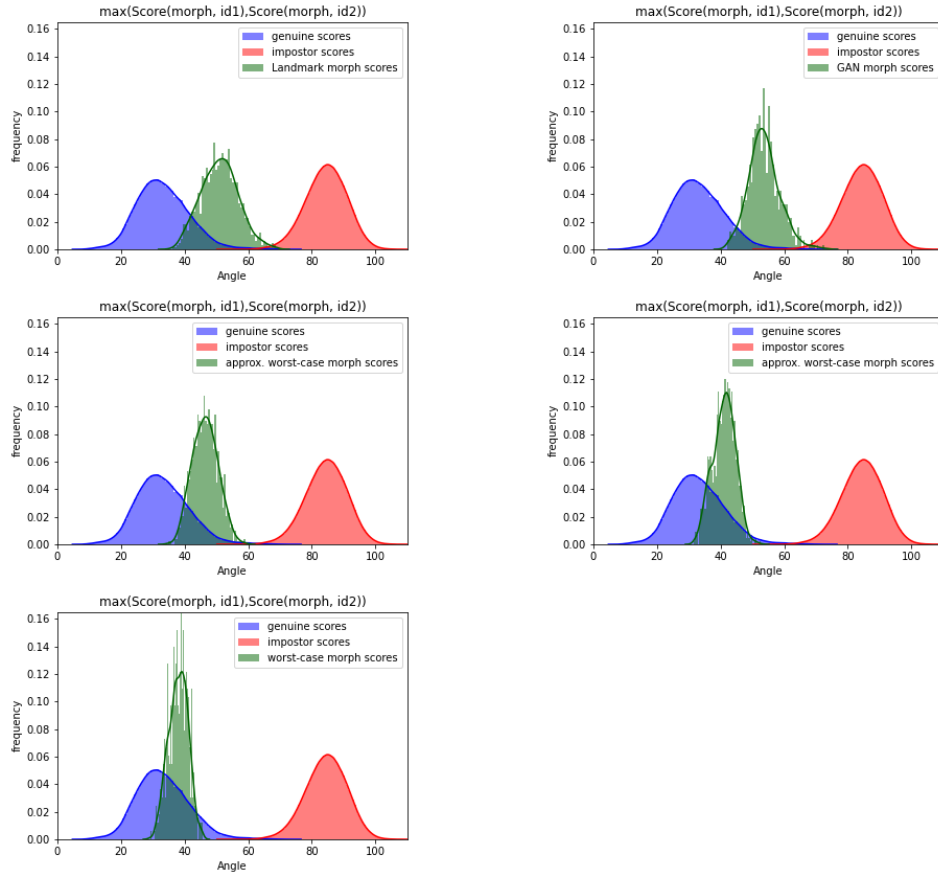 max(Score(morph, id1),Score(morph, id2))
genuine scores
impostor scores
Landmark morph scores
frequency
0.16
0.14
0.12
0.10
0.08
0.06
0.04
0.02
0.00
0 20 40 60 80 100
Angle
max(Score(morph, id1),Score(morph, id2))
genuine scores
impostor scores
GAN morph scores
frequency
0.16
0.14
0.12
0.10
0.08
0.06
0.04
0.02
0.00
0 20 40 60 80 100
Angle
max(Score(morph, id1),Score(morph, id2))
genuine scores
impostor scores
approx. worst-case morph scores
frequency
0.16
0.14
0.12
0.10
0.08
0.06
0.04
0.02
0.00
0 20 40 60 80 100
Angle
max(Score(morph, id1),Score(morph, id2))
genuine scores
impostor scores
approx. worst-case morph scores
frequency
0.16
0.14
0.12
0.10
0.08
0.06
0.04
0.02
0.00
0 20 40 60 80 100
Angle
max(Score(morph, id1),Score(morph, id2))
genuine scores
impostor scores
worst-case morph scores
frequency
0.16
0.14
0.12
0.10
0.08
0.06
0.04
0.02
0.00
0 20 40 60 80 100
Angle